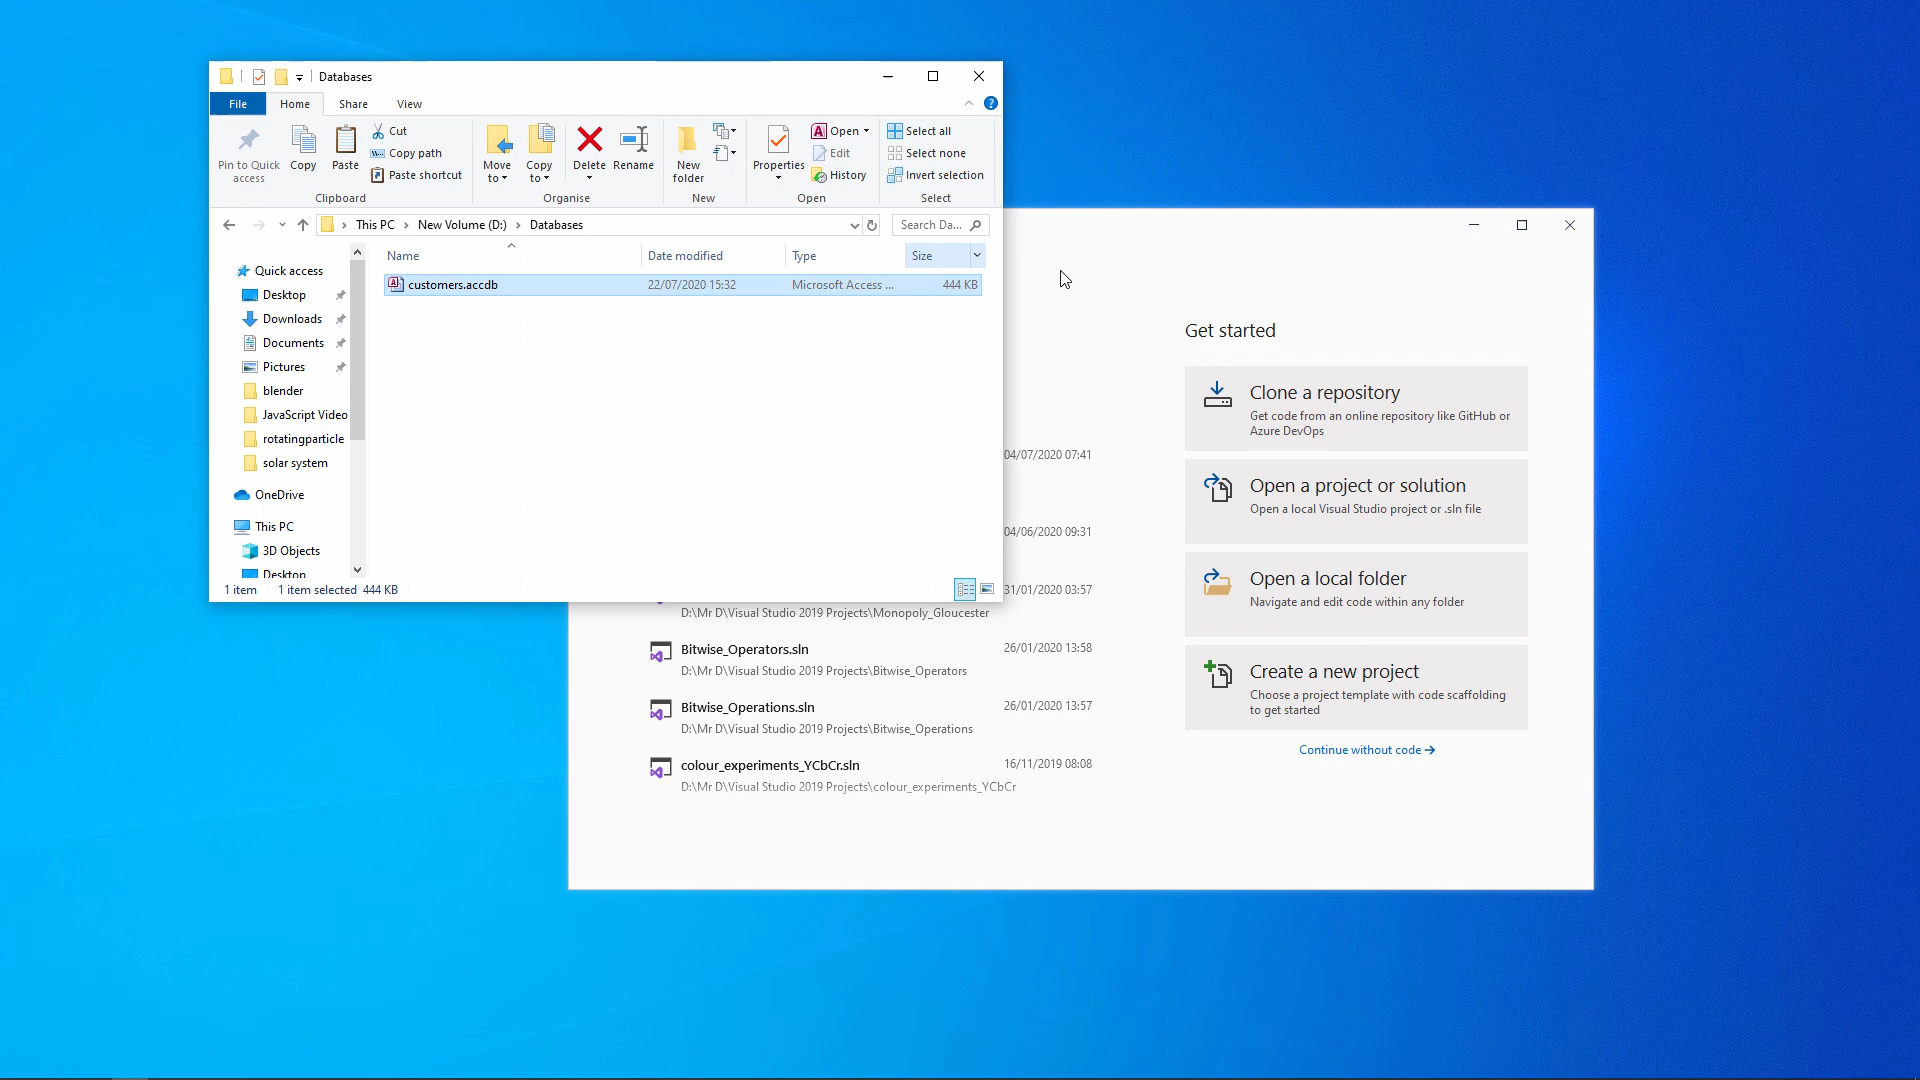 Databases
File Home Share View
Pin to Quick access
Copy
Paste
Cut
Copy path
Paste shortcut
Clipboard
Move to
Copy to
Delete
Rename
Organise
New folder
New
Properties
Open
Edit
History
Open
Select all
Select none
Invert selection
Select
This PC New Volume (D:) Databases
Search Da...
Name Date modified Type Size
customers.accdb 22/07/2020 15:32 Microsoft Access ... 444 KB
Quick access
Desktop
Downloads
Documents
Pictures
blender
JavaScript Video
rotatingparticle
solar system
OneDrive
This PC
3D Objects
Desktop
1 item 1 item selected 444 KB
04/07/2020 07:41
04/06/2020 09:31
31/01/2020 03:57
D:\Mr D\Visual Studio 2019 Projects\Monopoly_Gloucester
Bitwise_Operators.sln 26/01/2020 13:58
D:\Mr D\Visual Studio 2019 Projects\Bitwise_Operators
Bitwise_Operations.sln 26/01/2020 13:57
D:\Mr D\Visual Studio 2019 Projects\Bitwise_Operations
colour_experiments_YCbCr.sln 16/11/2019 08:08
D:\Mr D\Visual Studio 2019 Projects\colour_experiments_YCbCr
Get started
Clone a repository
Get code from an online repository like GitHub or
Azure DevOps
Open a project or solution
Open a local Visual Studio project or .sln file
Open a local folder
Navigate and edit code within any folder
Create a new project
Choose a project template with code scaffolding
to get started
Continue without code